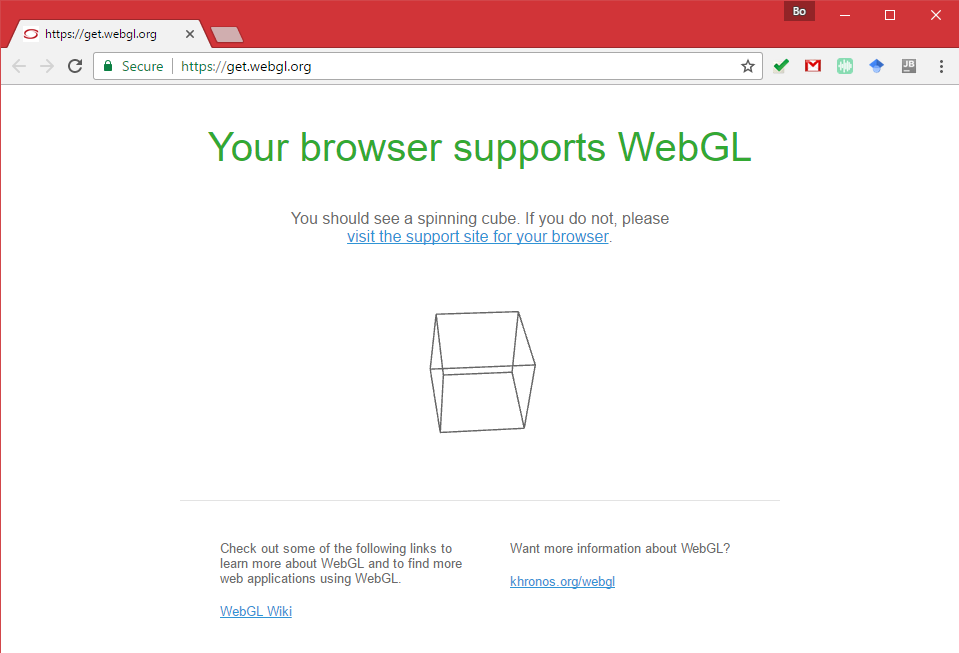 Bo
https://get.webgl.org
Secure
https://get.webgl.org
JB
Your browser supports WebGL
You should see a spinning cube. If you do not, please
visit the support site for your browser.
Check out some of the following links to
learn more about WebGL and to find more
web applications using WebGL.
WebGL Wiki
Want more information about WebGL?
khronos.org/webgl